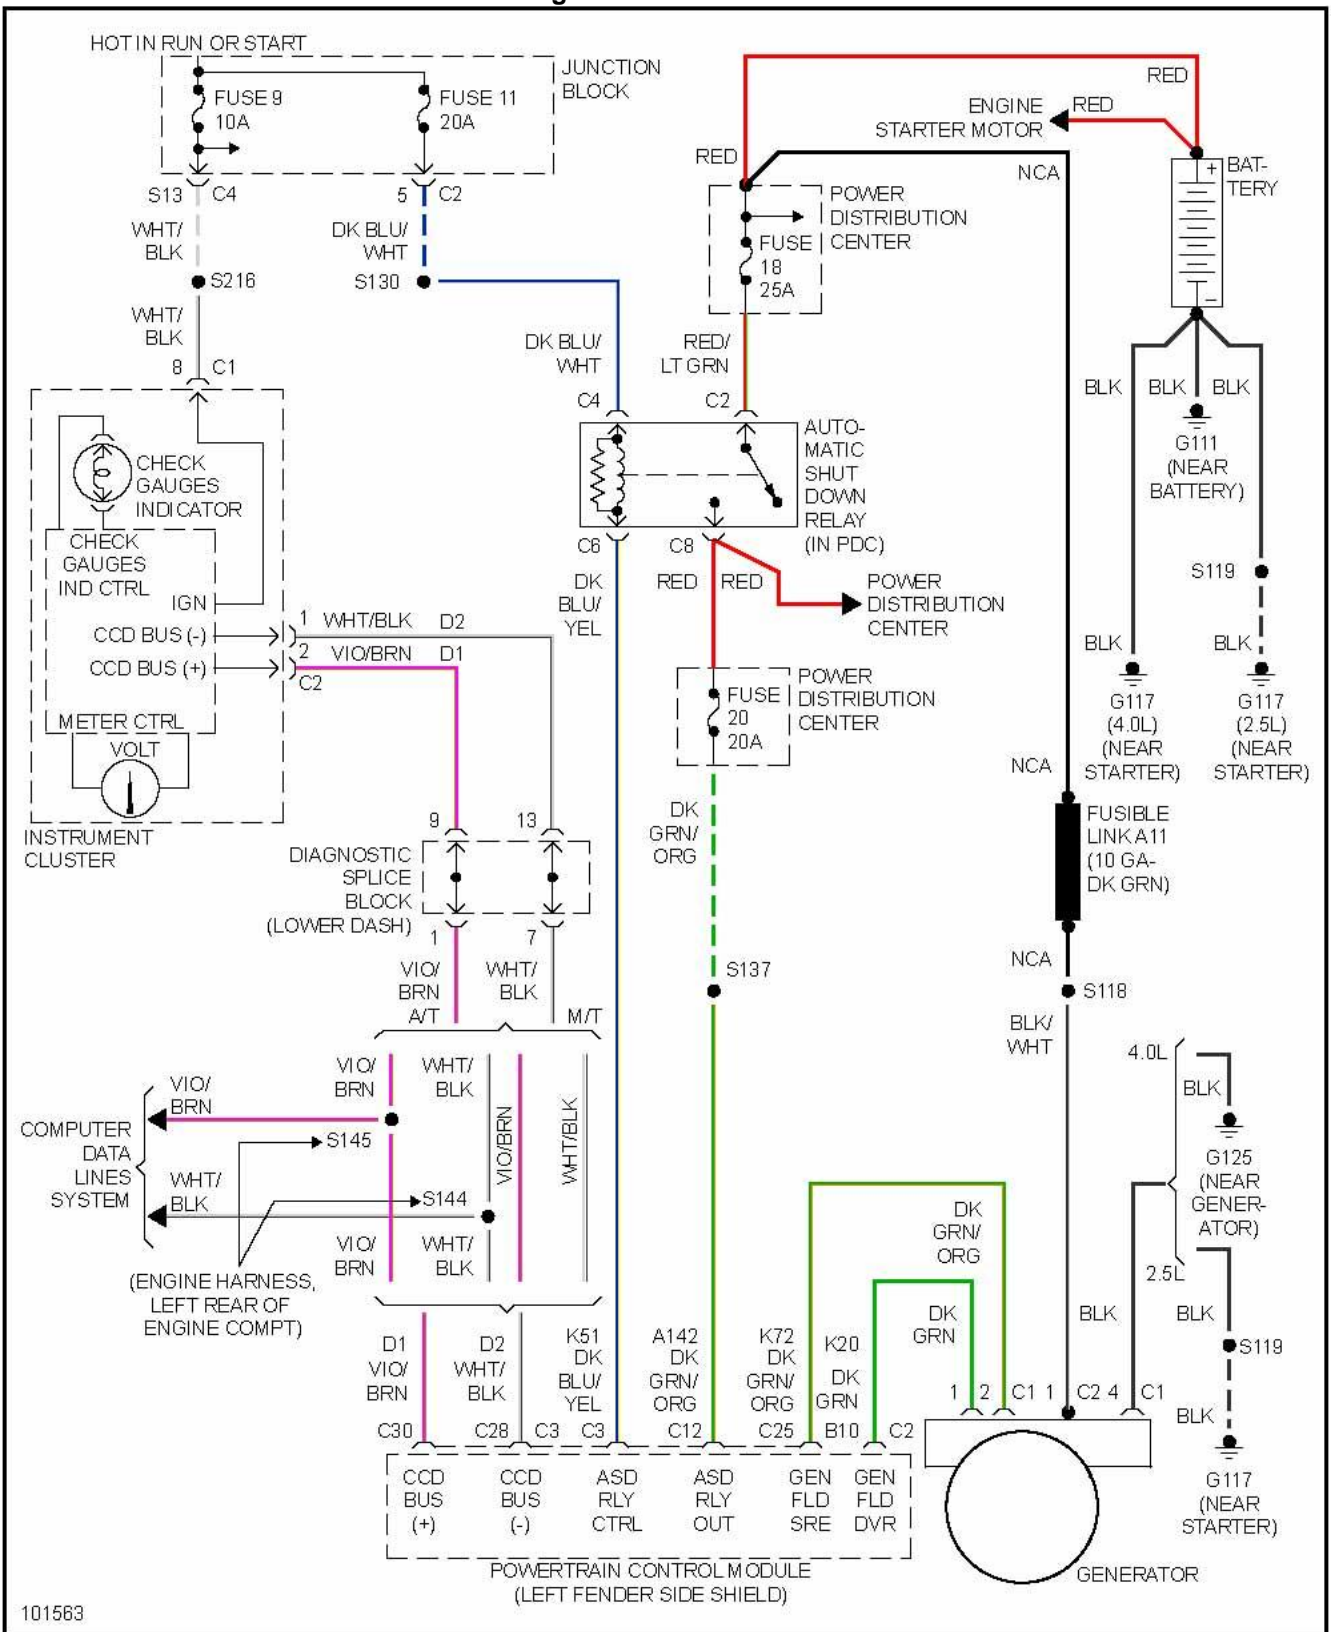 HOT IN RUN OR START
JUNCTION
BLOCK
FUSE 9
10A
FUSE 11
20A
S13 C4
5 C2
WHT/
BLK
DK BLU/
WHT
S216
S130
WHT/
BLK
8 C1
DK BLU/
WHT
C4
RED
RED
ENGINE
STARTER MOTOR
RED
NCA
POWER
DISTRIBUTION
CENTER
FUSE
18
25A
RED/
LT GRN
C2
+
BAT-
TERY
–
BLK
BLK
BLK
G111
(NEAR
BATTERY)
S119
BLK
BLK
G117
(4.0L)
(NEAR
STARTER)
G117
(2.5L)
(NEAR
STARTER)
AUTO-
MATIC
SHUT
DOWN
RELAY
(IN PDC)
C6
C8
DK
BLU/
YEL
RED
RED
POWER
DISTRIBUTION
CENTER
CHECK
GAUGES
INDICATOR
CHECK
GAUGES
IND CTRL
IGN
CCD BUS (-)
CCD BUS (+)
METER CTRL
VOLT
INSTRUMENT
CLUSTER
1 WHT/BLK D2
2 VIO/BRN D1
C2
FUSE
20
20A
POWER
DISTRIBUTION
CENTER
DK
GRN/
ORG
S137
NCA
FUSIBLE
LINK A11
(10 GA-
DK GRN)
NCA
S118
BLK/
WHT
9
13
DIAGNOSTIC
SPLICE
BLOCK
(LOWER DASH)
1
7
VIO/
BRN
WHT/
BLK
A/T
M/T
VIO/
BRN
WHT/
BLK
VIO/BRN
WHT/BLK
VIO/
BRN
COMPUTER
DATA
LINES
SYSTEM
S145
WHT/
BLK
S144
VIO/
BRN
WHT/
BLK
(ENGINE HARNESS,
LEFT REAR OF
ENGINE COMPT)
4.0L
BLK
G125
(NEAR
GENER-
ATOR)
2.5L
BLK
BLK
S119
BLK
G117
(NEAR
STARTER)
DK
GRN/
ORG
DK
GRN
D1
VIO/
BRN
D2
WHT/
BLK
K51
DK
BLU/
YEL
A142
DK
GRN/
ORG
K72
DK
GRN/
ORG
K20
DK
GRN
C30
C28
C3
C3
C12
C25
B10
C2
1 2 C1 1 C2 4 C1
CCD
BUS
(+)
CCD
BUS
(-)
ASD
RLY
CTRL
ASD
RLY
OUT
GEN
FLD
SRE
GEN
FLD
DVR
POWERTRAIN CONTROL MODULE
(LEFT FENDER SIDE SHIELD)
GENERATOR
101563